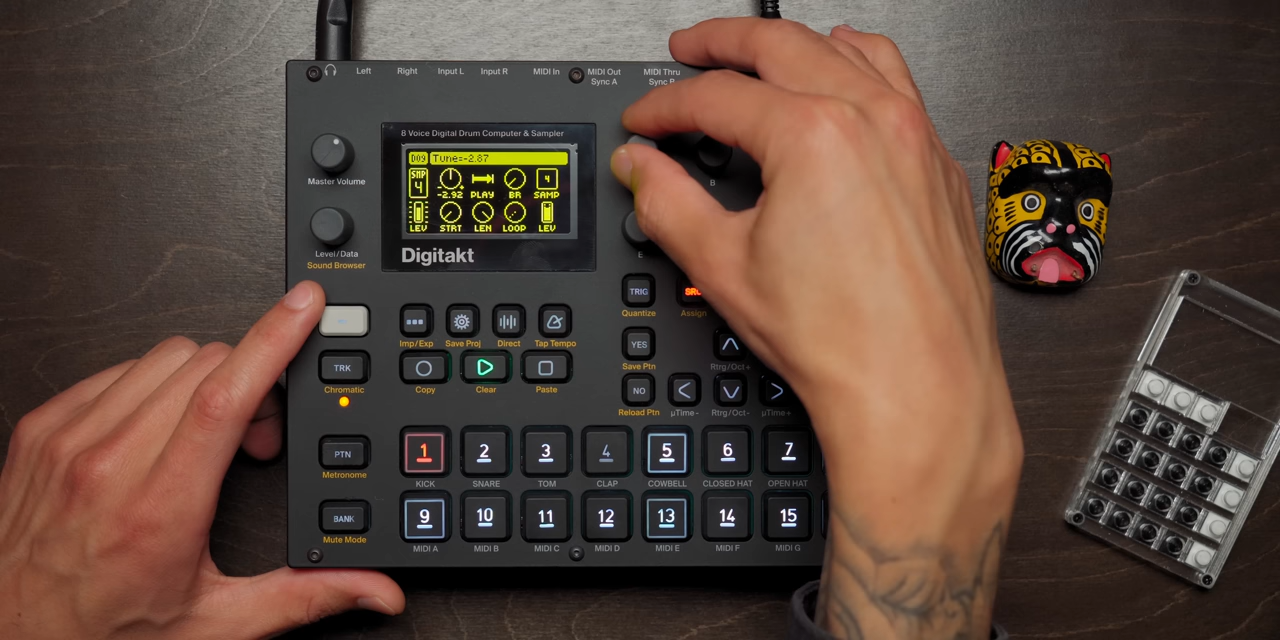 Left Right Input L Input R MIDI In MIDI Out MIDI Thru
Sync A Sync B
8 Voice Digital Drum Computer & Sampler
D09 Tune=-2.87
SMP
4
-2.92 PLAY BR SAMP
4
LEV STRT LEN LOOP LEV
Digitakt
Master Volume
Level/Data
Sound Browser
B
E
TRIG
Quantize
SRC
Assign
Imp/Exp Save Proj Direct Tap Tempo
YES
Save Ptn
Rtrg/Oct+
TRK
Chromatic
Copy Clear Paste
NO
Reload Ptn μTime- Rtrg/Oct- μTime+
PTN
Metronome
BANK
Mute Mode
1 2 3 4 5 6 7
KICK SNARE TOM CLAP COWBELL CLOSED HAT OPEN HAT
9 10 11 12 13 14 15
MIDI A MIDI B MIDI C MIDI D MIDI E MIDI F MIDI G